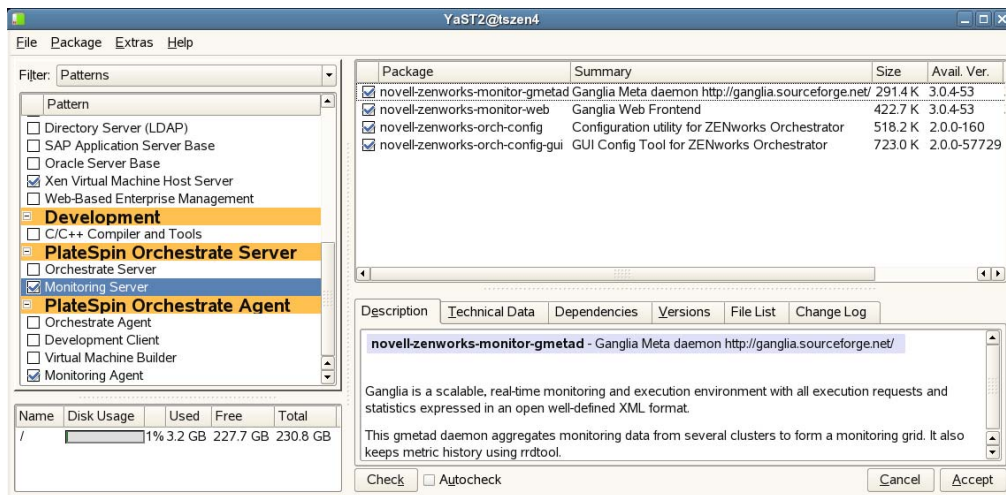 YaST2@tszen4
File Package Extras Help
Filter: Patterns
Pattern
Directory Server (LDAP)
SAP Application Server Base
Oracle Server Base
Xen Virtual Machine Host Server
Web-Based Enterprise Management
Development
C/C++ Compiler and Tools
PlateSpin Orchestrate Server
Orchestrate Server
Monitoring Server
PlateSpin Orchestrate Agent
Orchestrate Agent
Development Client
Virtual Machine Builder
Monitoring Agent
Name Disk Usage Used Free Total
/ 1% 3.2 GB 227.7 GB 230.8 GB
Package Summary Size Avail. Ver.
novell-zenworks-monitor-gmetad Ganglia Meta daemon http://ganglia.sourceforge.net/ 291.4 K 3.0.4-53
novell-zenworks-monitor-web Ganglia Web Frontend 422.7 K 3.0.4-53
novell-zenworks-orch-config Configuration utility for ZENworks Orchestrator 518.2 K 2.0.0-160
novell-zenworks-orch-config-gui GUI Config Tool for ZENworks Orchestrator 723.0 K 2.0.0-57729
Description Technical Data Dependencies Versions File List Change Log
novell-zenworks-monitor-gmetad - Ganglia Meta daemon http://ganglia.sourceforge.net/
Ganglia is a scalable, real-time monitoring and execution environment with all execution requests and
statistics expressed in an open well-defined XML format.
This gmetad daemon aggregates monitoring data from several clusters to form a monitoring grid. It also
keeps metric history using rrdtool.
Check Autocheck Cancel Accept